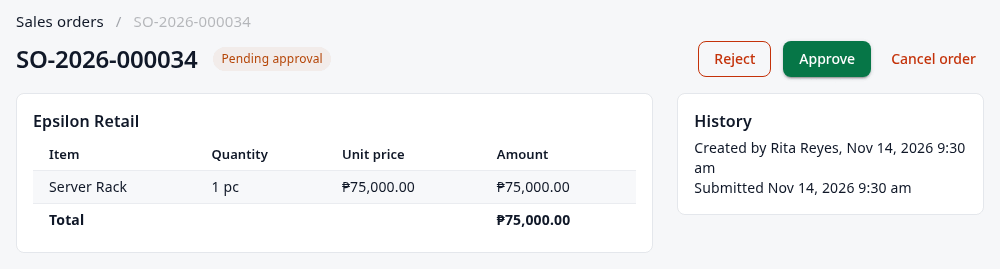 Sales orders / SO-2026-000034
SO-2026-000034 Pending approval
Reject Approve Cancel order
Epsilon Retail
Item Quantity Unit price Amount
Server Rack 1 pc ₱75,000.00 ₱75,000.00
Total ₱75,000.00
History
Created by Rita Reyes, Nov 14, 2026 9:30
am
Submitted Nov 14, 2026 9:30 am